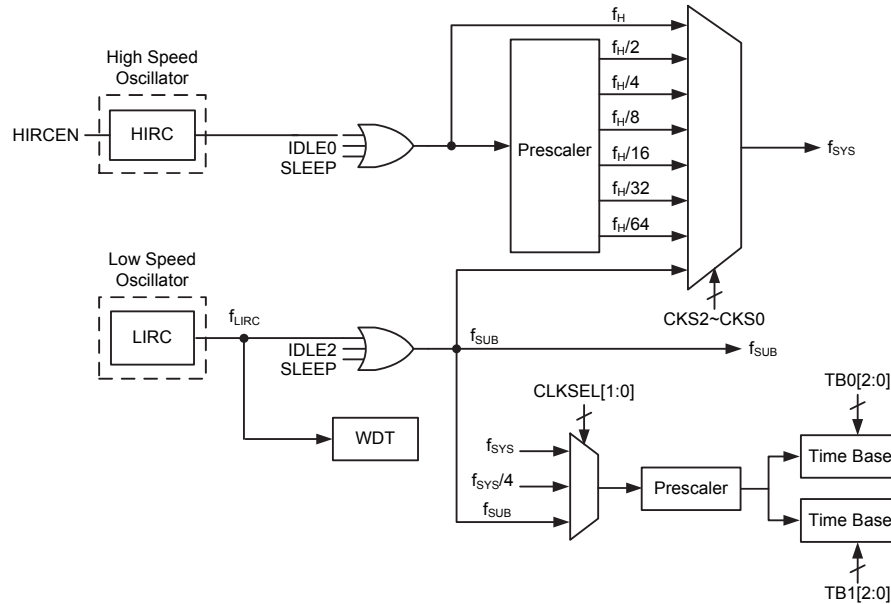 High Speed
Oscillator
HIRCEN
HIRC
IDLE0
SLEEP
Prescaler
fH
fH/2
fH/4
fH/8
fH/16
fH/32
fH/64
fSYS
CKS2~CKS0
Low Speed
Oscillator
LIRC
fLIRC
IDLE2
SLEEP
fSUB
fSUB
WDT
CLKSEL[1:0]
fSYS
fSYS/4
fSUB
Prescaler
TB0[2:0]
Time Base
Time Base
TB1[2:0]